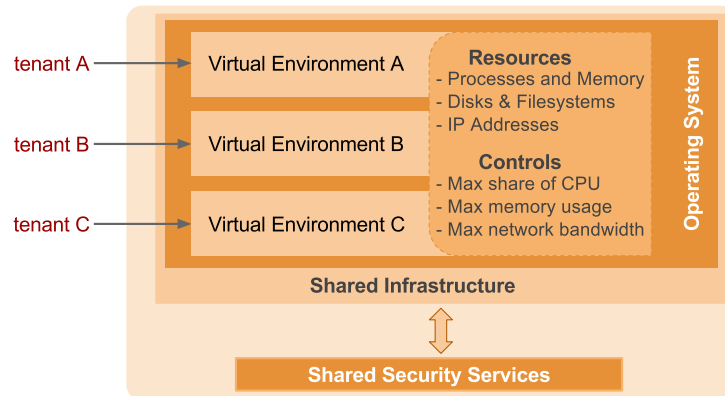 tenant A
Virtual Environment A
tenant B
Virtual Environment B
tenant C
Virtual Environment C
Resources
- Processes and Memory
- Disks & Filesystems
- IP Addresses
Controls
- Max share of CPU
- Max memory usage
- Max network bandwidth
Operating System
Shared Infrastructure
Shared Security Services